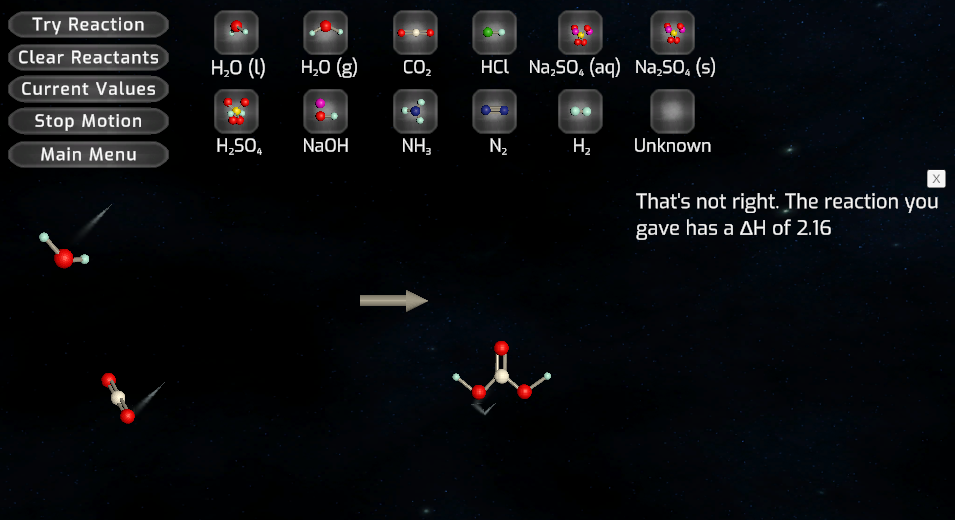 Try Reaction
Clear Reactants
Current Values
Stop Motion
Main Menu
H₂O (l)
H₂O (g)
CO₂
HCl
Na₂SO₄ (aq)
Na₂SO₄ (s)
H₂SO₄
NaOH
NH₃
N₂
H₂
Unknown
X
That's not right. The reaction you
gave has a ΔH of 2.16